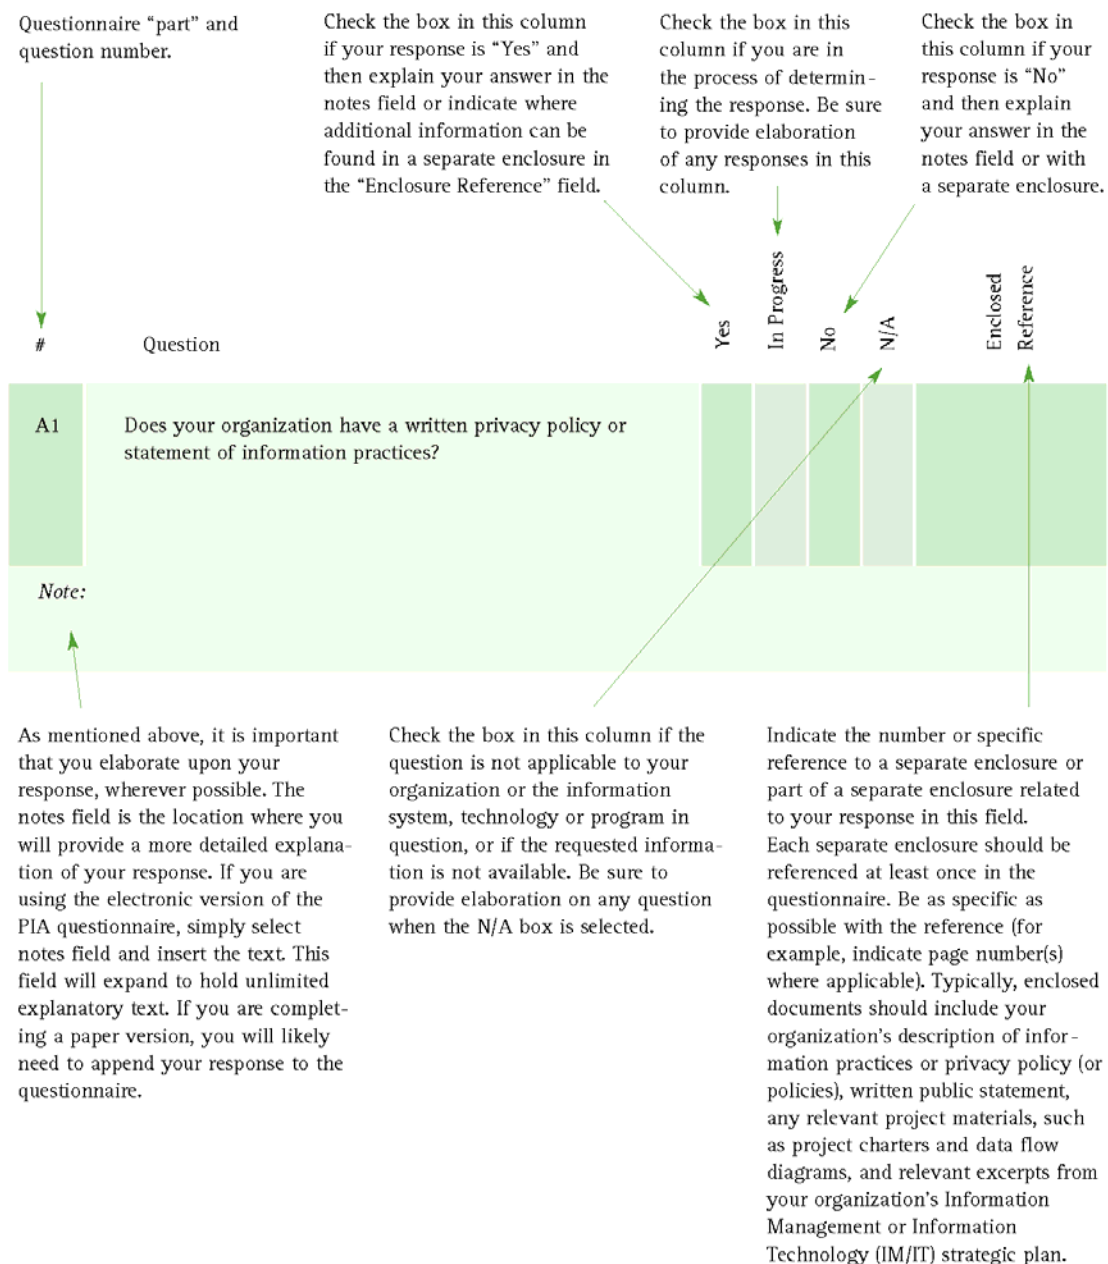 Questionnaire “part” and
question number.
Check the box in this column
if your response is “Yes” and
then explain your answer in the
notes field or indicate where
additional information can be
found in a separate enclosure in
the “Enclosure Reference” field.
Check the box in this
column if you are in
the process of determin-
ing the response. Be sure
to provide elaboration
of any responses in this
column.
Check the box in
this column if your
response is “No”
and then explain
your answer in the
notes field or with
a separate enclosure.
#
Question
Yes
In Progress
No
N/A
Enclosed
Reference
A1
Does your organization have a written privacy policy or
statement of information practices?
Note:
As mentioned above, it is important
that you elaborate upon your
response, wherever possible. The
notes field is the location where you
will provide a more detailed explana-
tion of your response. If you are
using the electronic version of the
PIA questionnaire, simply select
notes field and insert the text. This
field will expand to hold unlimited
explanatory text. If you are complet-
ing a paper version, you will likely
need to append your response to the
questionnaire.
Check the box in this column if the
question is not applicable to your
organization or the information
system, technology or program in
question, or if the requested informa-
tion is not available. Be sure to
provide elaboration on any question
when the N/A box is selected.
Indicate the number or specific
reference to a separate enclosure or
part of a separate enclosure related
to your response in this field.
Each separate enclosure should be
referenced at least once in the
questionnaire. Be as specific as
possible with the reference (for
example, indicate page number(s)
where applicable). Typically, enclosed
documents should include your
organization’s description of infor-
mation practices or privacy policy (or
policies), written public statement,
any relevant project materials, such
as project charters and data flow
diagrams, and relevant excerpts from
your organization’s Information
Management or Information
Technology (IM/IT) strategic plan.